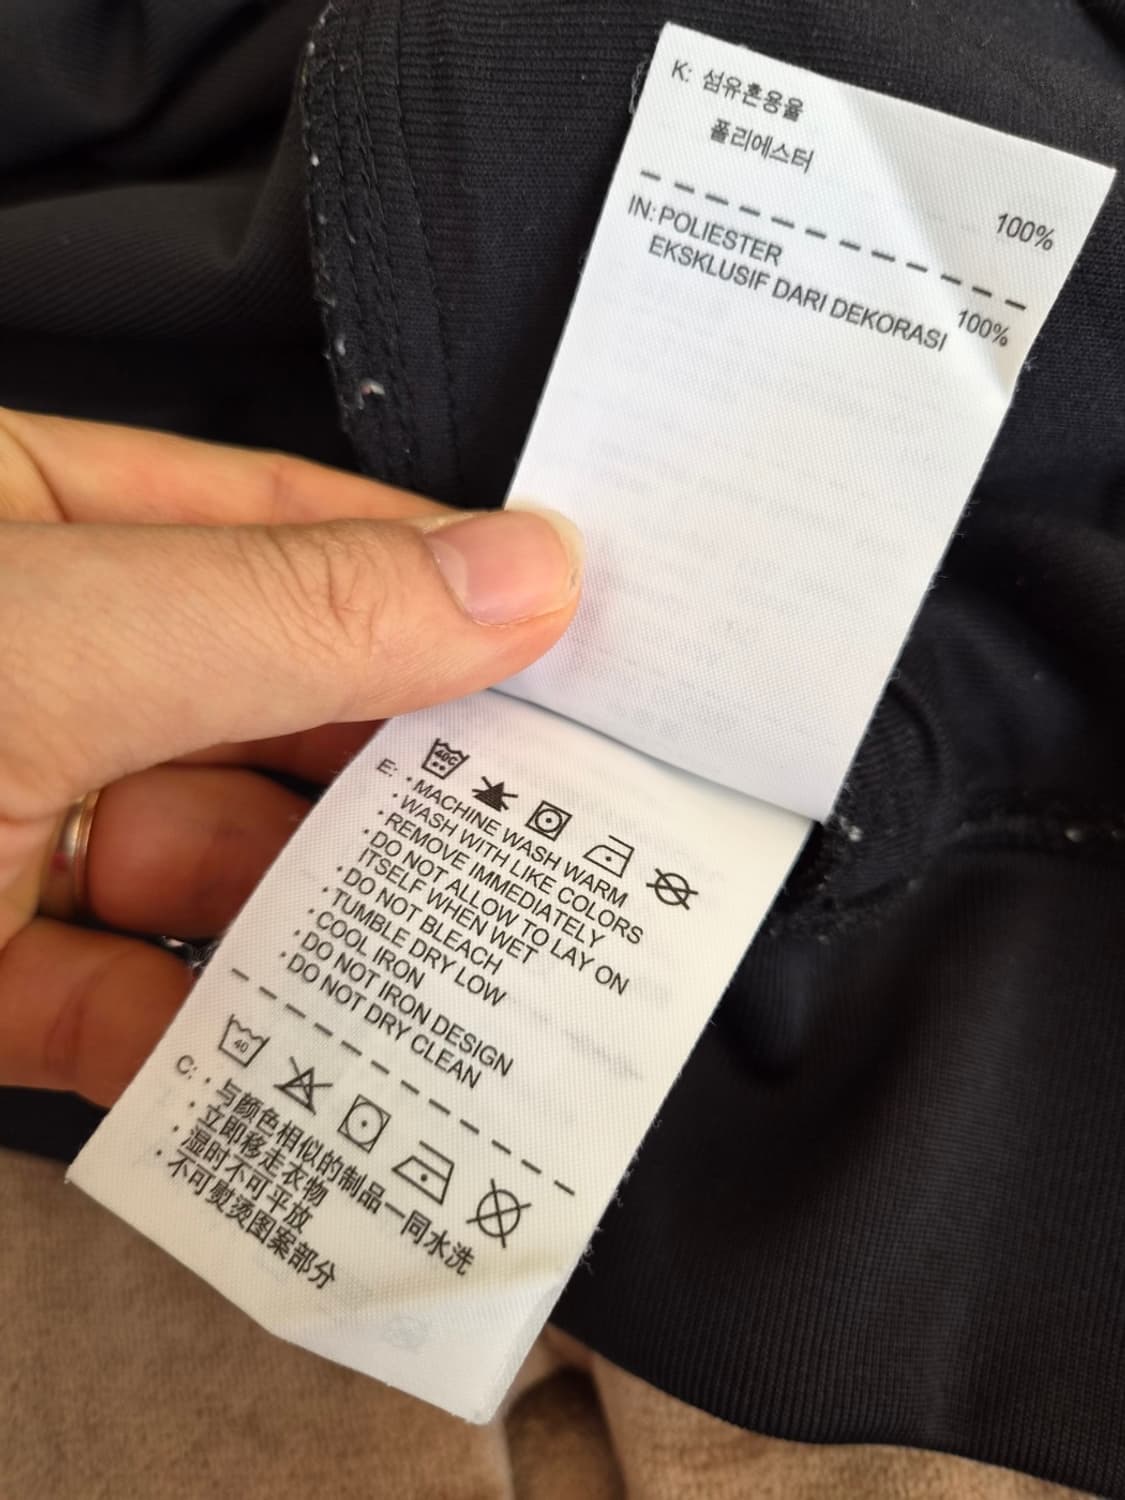 K: 섬유혼용율
폴리에스터
100%
IN: POLIESTER
100%
EKSKLUSIF DARI DEKORASI
40C
E: · MACHINE WASH WARM
· WASH WITH LIKE COLORS
· REMOVE IMMEDIATELY
· DO NOT ALLOW TO LAY ON
ITSELF WHEN WET
· DO NOT BLEACH
· TUMBLE DRY LOW
· COOL IRON
· DO NOT IRON DESIGN
· DO NOT DRY CLEAN
40
C: · 与颜色相似的制品一同水洗
· 立即移走衣物
· 湿时不可平放
· 不可熨烫图案部分